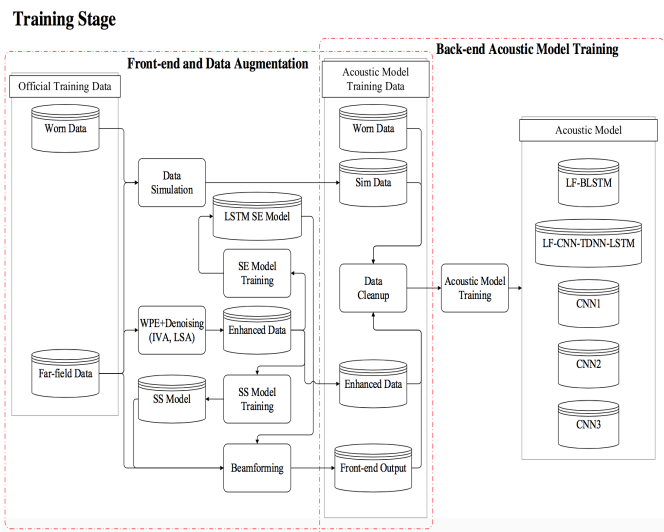 Training Stage
Front-end and Data Augmentation
Back-end Acoustic Model Training
Official Training Data
Acoustic Model
Training Data
Acoustic Model
Worn Data
Worn Data
Data
Simulation
Sim Data
LF-BLSTM
LSTM SE Model
LF-CNN-TDNN-LSTM
SE Model
Training
Data
Cleanup
Acoustic Model
Training
CNN1
WPE+Denoising
(IVA, LSA)
Enhanced Data
CNN2
Far-field Data
SS Model
SS Model
Training
Enhanced Data
CNN3
Beamforming
Front-end Output